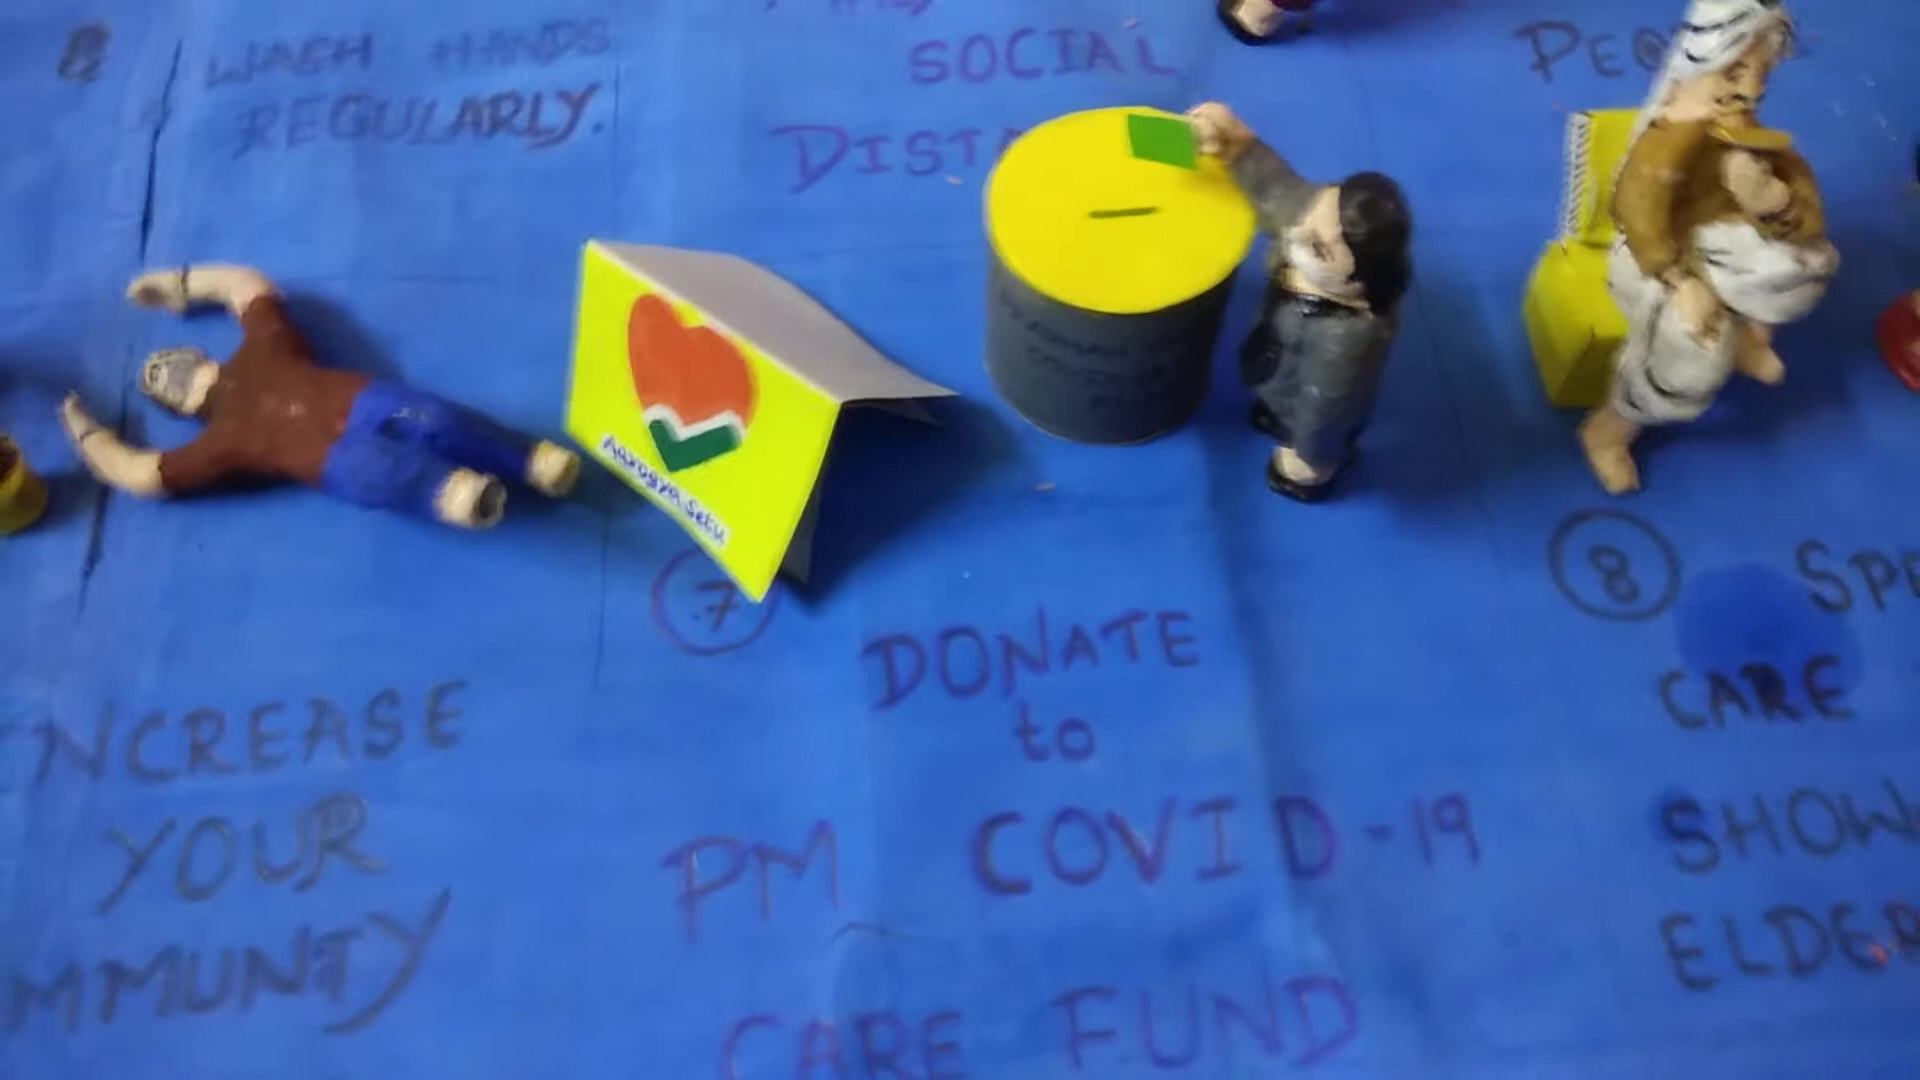 WASH HANDS
REGULARLY.
SOCIAL
DIST
PEO
Aarogya Setu
7
DONATE
to
PM COVID-19
CARE FUND
NCREASE
YOUR
MMUNTY
8
SPE
CARE
SHOW
ELDER